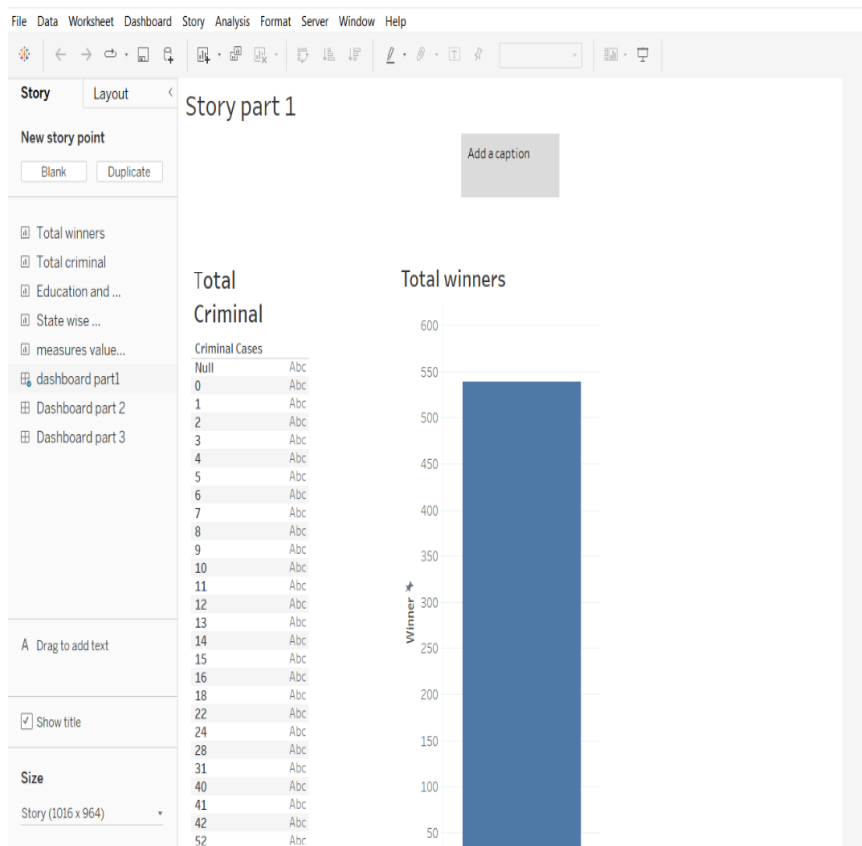 File Data Worksheet Dashboard Story Analysis Format Server Window Help
Story Layout
New story point
Blank Duplicate
Total winners
Total criminal
Education and ...
State wise ...
measures value...
dashboard part1
Dashboard part 2
Dashboard part 3
A Drag to add text
Show title
Size
Story (1016 x 964)
Story part 1
Add a caption
Total
Criminal
Criminal Cases
Null Abc
0 Abc
1 Abc
2 Abc
3 Abc
4 Abc
5 Abc
6 Abc
7 Abc
8 Abc
9 Abc
10 Abc
11 Abc
12 Abc
13 Abc
14 Abc
15 Abc
16 Abc
18 Abc
22 Abc
24 Abc
28 Abc
31 Abc
40 Abc
41 Abc
42 Abc
52 Abc
Total winners
600
550
500
450
400
350
300
250
200
150
100
50
Winner